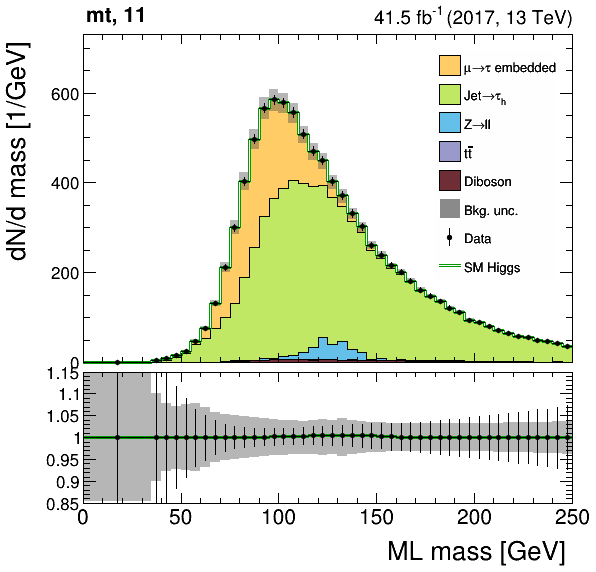 mt, 11
41.5 fb⁻¹ (2017, 13 TeV)
dN/d mass [1/GeV]
600
400
200
0
μ→τ embedded
Jet→τₕ
Z→ll
tt̅
Diboson
Bkg. unc.
Data
SM Higgs
1.15
1.1
1.05
1
0.95
0.9
0.85
0 50 100 150 200 250
ML mass [GeV]